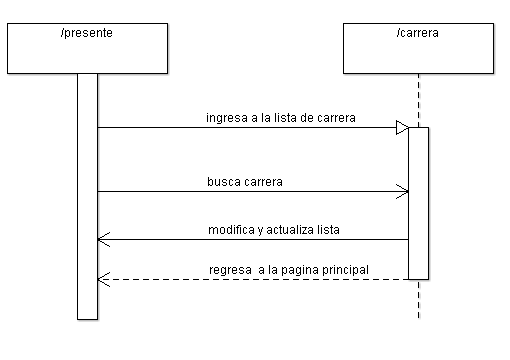 /presente
/carrera
ingresa a la lista de carrera
busca carrera
modifica y actualiza lista
regresa a la pagina principal